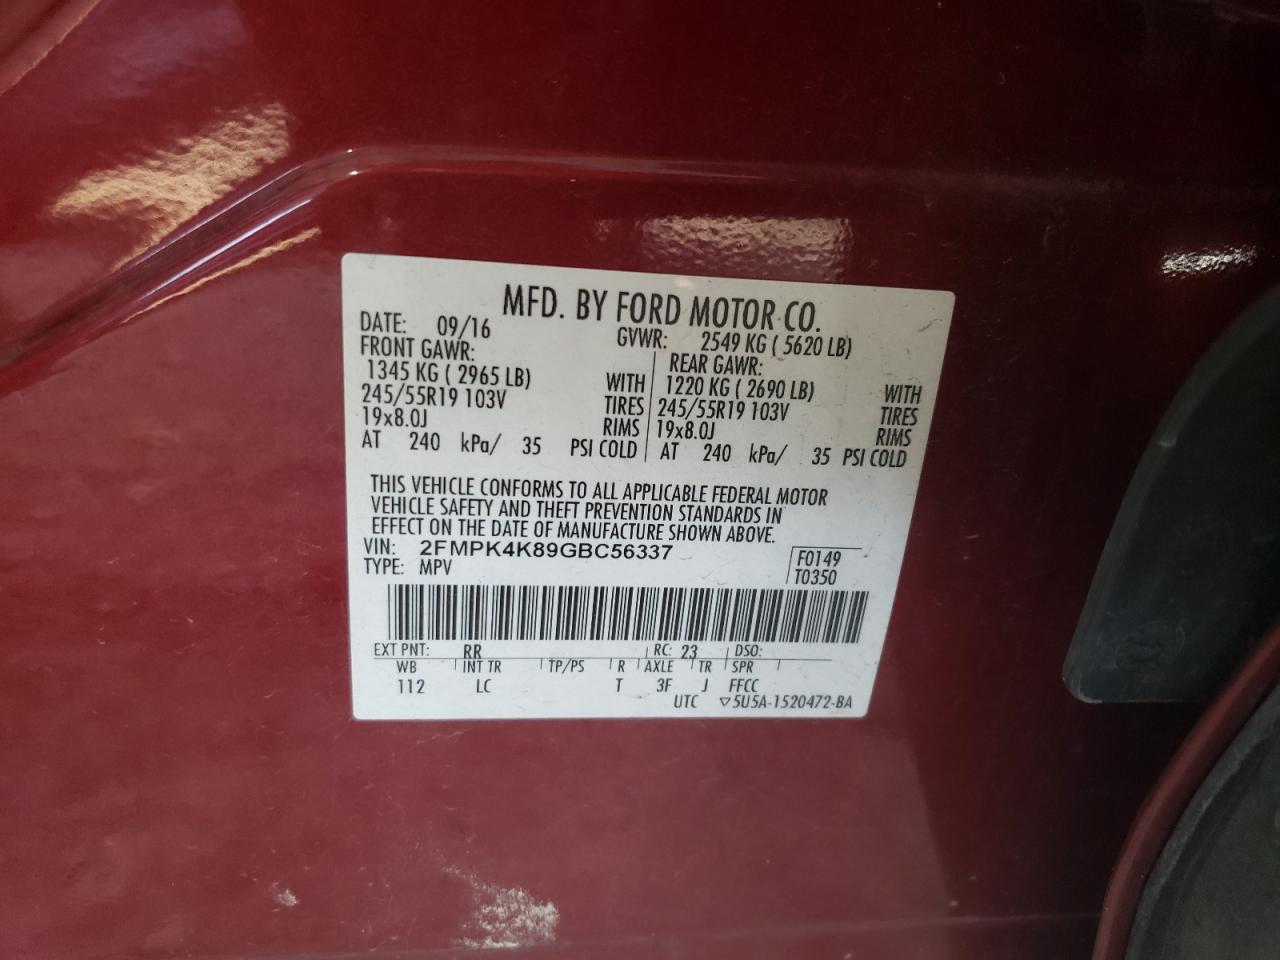 MFD. BY FORD MOTOR CO.
DATE: 09/16 GVWR: 2549 KG ( 5620 LB)
FRONT GAWR: REAR GAWR:
1345 KG ( 2965 LB) WITH 1220 KG ( 2690 LB) WITH
245/55R19 103V TIRES 245/55R19 103V TIRES
19x8.0J RIMS 19x8.0J RIMS
AT 240 kPa/ 35 PSI COLD AT 240 kPa/ 35 PSI COLD
THIS VEHICLE CONFORMS TO ALL APPLICABLE FEDERAL MOTOR
VEHICLE SAFETY AND THEFT PREVENTION STANDARDS IN
EFFECT ON THE DATE OF MANUFACTURE SHOWN ABOVE.
VIN: 2FMPK4K89GBC56337 F0149
TYPE: MPV T0350
EXT PNT: RR RC: 23 DSO:
WB INT TR TP/PS R AXLE TR SPR
112 LC T 3F J FFCC
UTC ▽5U5A-1520472-BA